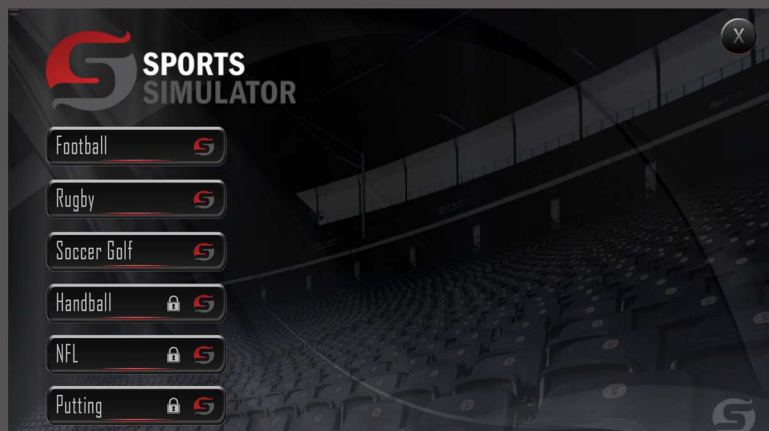 SPORTS
SIMULATOR
X
Football
Rugby
Soccer Golf
Handball
NFL
Putting